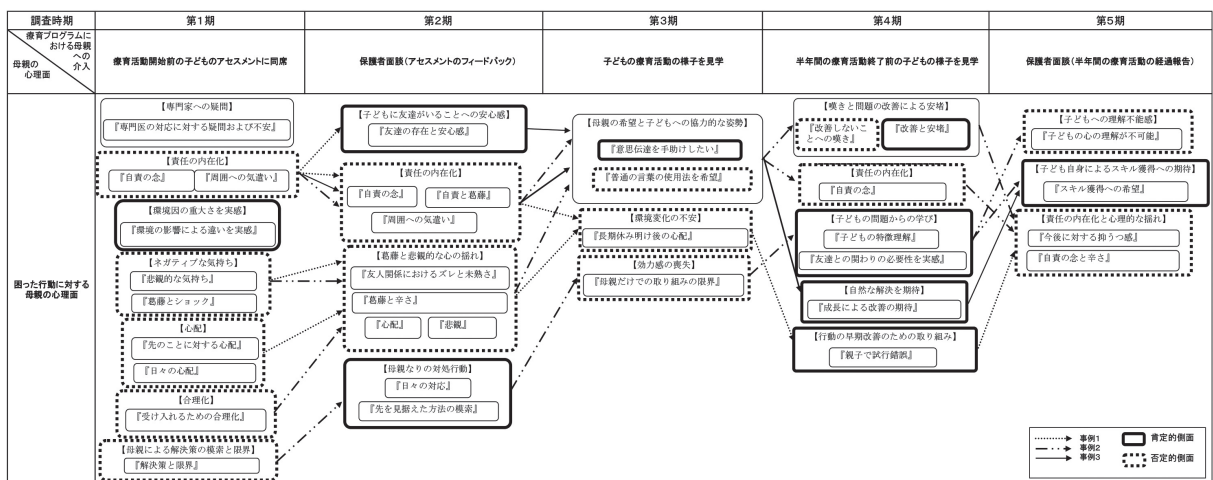 調査時期
第1期
第2期
第3期
第4期
第5期
療育プログラムに
おける母親
への
介入
母親の
心理面
療育活動開始前の子どものアセスメントに同席
保護者面談(アセスメントのフィードバック)
子どもの療育活動の様子を見学
半年間の療育活動終了前の子どもの様子を見学
保護者面談(半年間の療育活動の経過報告)
困った行動に対する
母親の心理面
【専門家への疑問】
『専門医の対応に対する疑問および不安』
【責任の内在化】
『自責の念』
『周囲への気遣い』
【環境因の重大さを実感】
『環境の影響による違いを実感』
【ネガティブな気持ち】
『悲観的な気持ち』
『葛藤とショック』
【心配】
『先のことに対する心配』
『日々の心配』
【合理化】
『受け入れるための合理化』
【母親による解決策の模索と限界】
『解決策と限界』
【子どもに友達がいることへの安心感】
『友達の存在と安心感』
【責任の内在化】
『自責の念』
『自責と葛藤』
『周囲への気遣い』
【葛藤と悲観的な心の揺れ】
『友人関係におけるズレと未熟さ』
『葛藤と辛さ』
『心配』
『悲観』
【母親なりの対処行動】
『日々の対応』
『先を見据えた方法の模索』
【母親の希望と子どもへの協力的な姿勢】
『意思伝達を手助けしたい』
『普通の言葉の使用法を希望』
【環境変化の不安】
『長期休み明け後の心配』
【効力感の喪失】
『母親だけでの取り組みの限界』
【嘆きと問題の改善による安堵】
『改善しないこ
とへの嘆き』
『改善と安堵』
【責任の内在化】
『自責の念』
【子どもの問題からの学び】
『子どもの特徴理解』
『友達との関わりの必要性を実感』
【自然な解決を期待】
『成長による改善の期待』
【行動の早期改善のための取り組み】
『親子で試行錯誤』
【子どもへの理解不能感】
『子どもの心の理解が不可能』
【子ども自身によるスキル獲得への期待】
『スキル獲得への希望』
【責任の内在化と心理的な揺れ】
『今後に対する抑うつ感』
『自責の念と辛さ』
事例1
事例2
事例3
肯定的側面
否定的側面